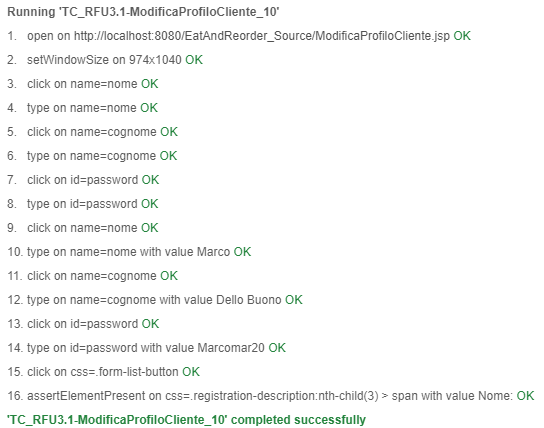 Running 'TC_RFU3.1-ModificaProfiloCliente_10'
1. open on http://localhost:8080/EatAndReorder_Source/ModificaProfiloCliente.jsp OK
2. setWindowSize on 974x1040 OK
3. click on name=nome OK
4. type on name=nome OK
5. click on name=cognome OK
6. type on name=cognome OK
7. click on id=password OK
8. type on id=password OK
9. click on name=nome OK
10. type on name=nome with value Marco OK
11. click on name=cognome OK
12. type on name=cognome with value Dello Buono OK
13. click on id=password OK
14. type on id=password with value Marcomar20 OK
15. click on css=.form-list-button OK
16. assertElementPresent on css=.registration-description:nth-child(3) > span with value Nome: OK
'TC_RFU3.1-ModificaProfiloCliente_10' completed successfully